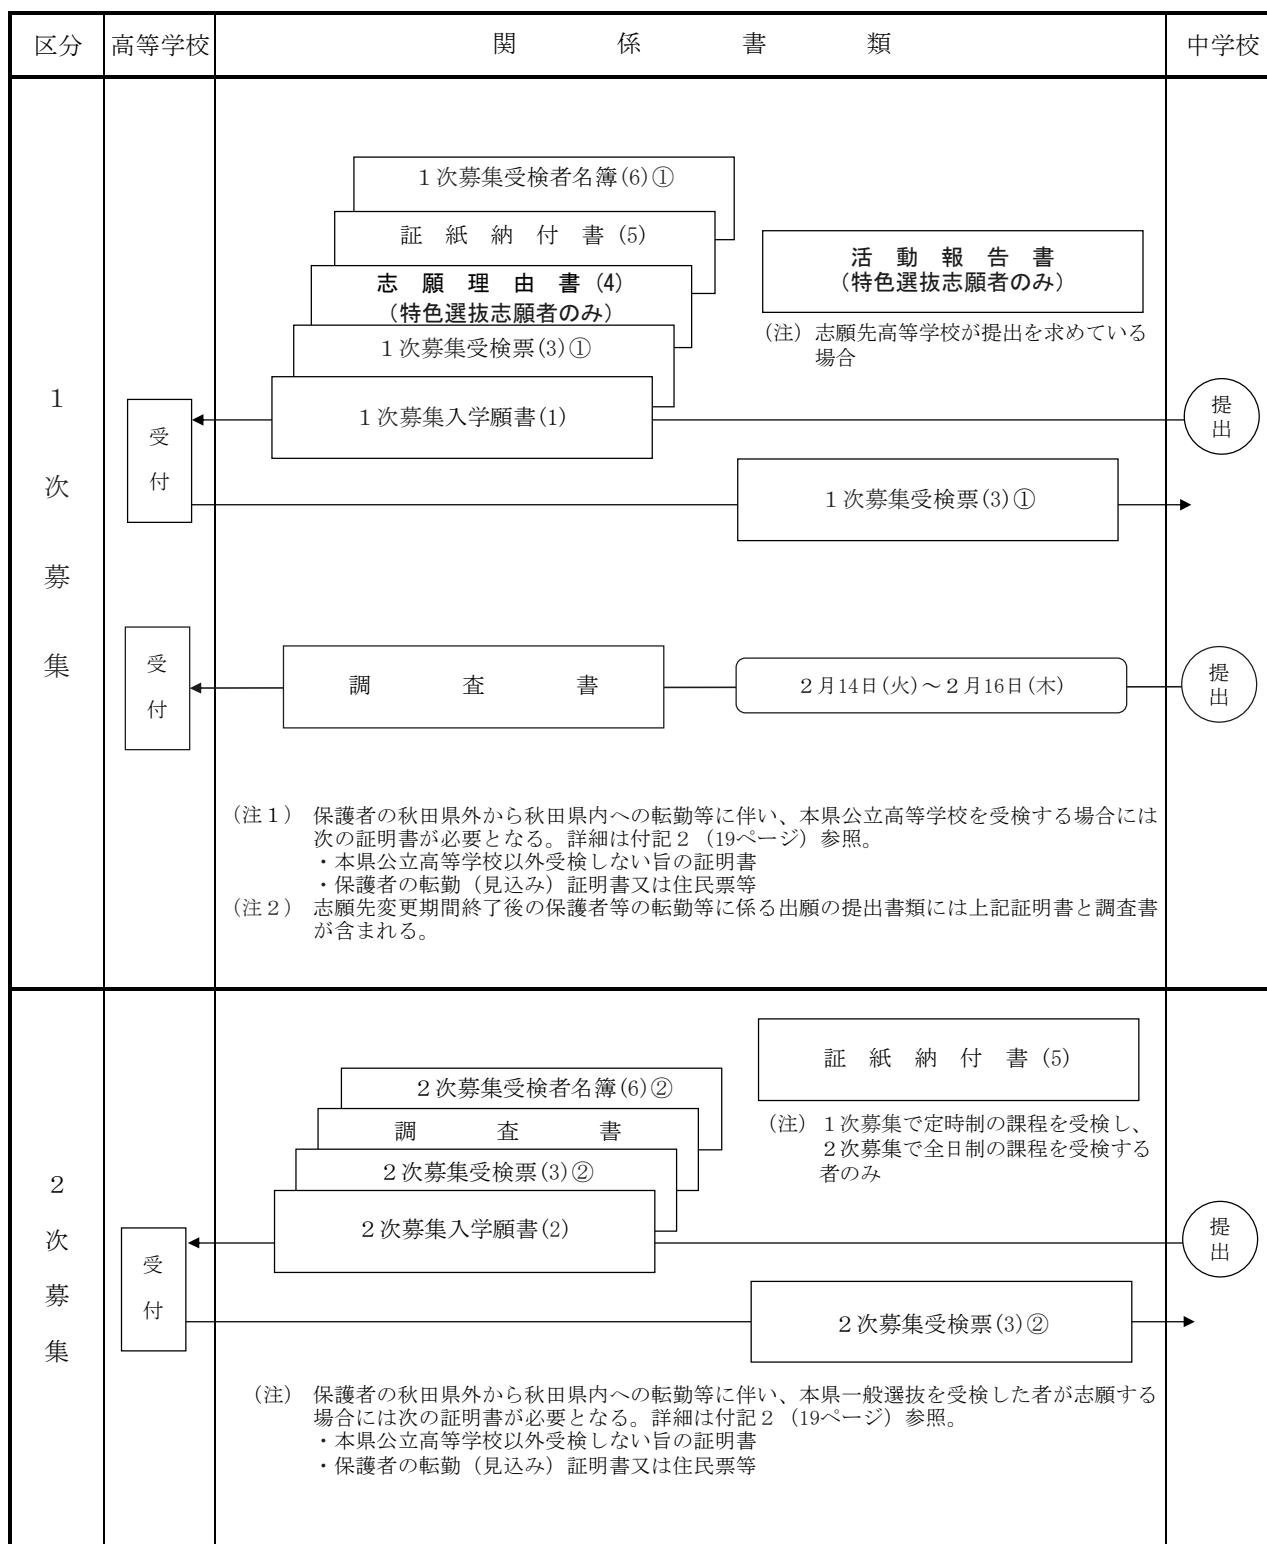 区分 高等学校 関係書類 中学校
1次募集
1次募集受検者名簿(6)①
証紙納付書(5)
志願理由書(4)
(特色選抜志願者のみ)
1次募集受検票(3)①
1次募集入学願書(1)
活動報告書
(特色選抜志願者のみ)
(注) 志願先高等学校が提出を求めている
場合
提出
受付
1次募集受検票(3)①
受付
調査書
2月14日(火)~2月16日(木)
提出
(注1) 保護者の秋田県外から秋田県内への転勤等に伴い、本県公立高等学校を受検する場合には
次の証明書が必要となる。詳細は付記2(19ページ)参照。
・本県公立高等学校以外受検しない旨の証明書
・保護者の転勤(見込み)証明書又は住民票等
(注2) 志願先変更期間終了後の保護者等の転勤等に係る出願の提出書類には上記証明書と調査書
が含まれる。
2次募集
2次募集受検者名簿(6)②
調査書
2次募集受検票(3)②
2次募集入学願書(2)
証紙納付書(5)
(注) 1次募集で定時制の課程を受検し、
2次募集で全日制の課程を受検する
者のみ
提出
受付
2次募集受検票(3)②
(注) 保護者の秋田県外から秋田県内への転勤等に伴い、本県一般選抜を受検した者が志願する
場合には次の証明書が必要となる。詳細は付記2(19ページ)参照。
・本県公立高等学校以外受検しない旨の証明書
・保護者の転勤(見込み)証明書又は住民票等